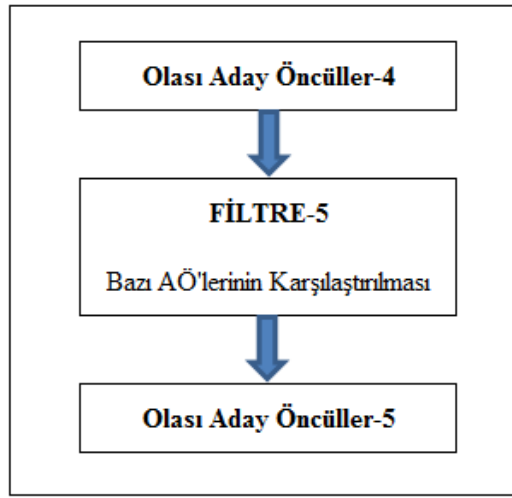 Olası Aday Öncüller-4
FİLTRE-5
Bazı AÖ'lerinin Karşılaştırılması
Olası Aday Öncüller-5